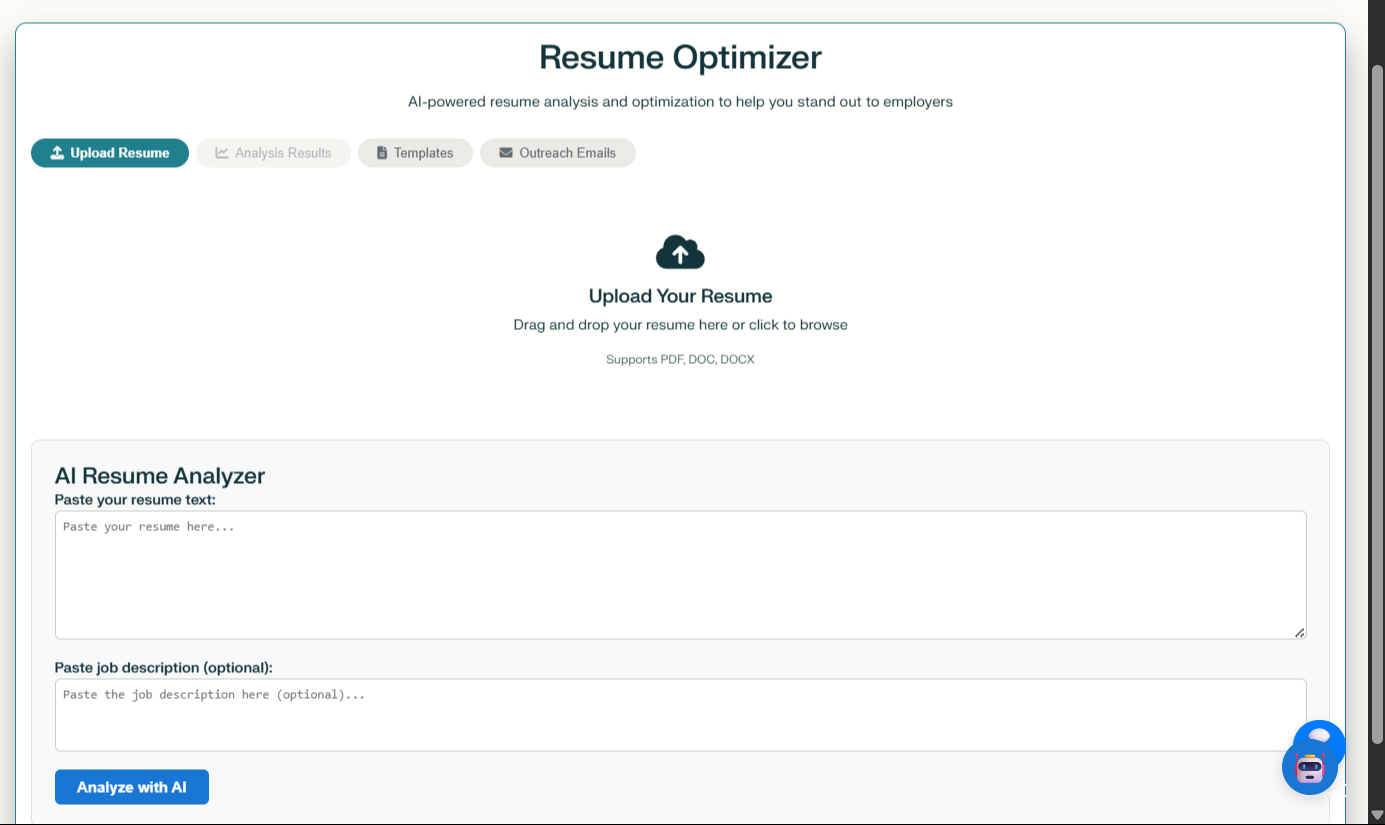 Resume Optimizer
AI-powered resume analysis and optimization to help you stand out to employers
Upload Resume
Analysis Results
Templates
Outreach Emails
Upload Your Resume
Drag and drop your resume here or click to browse
Supports PDF, DOC, DOCX
AI Resume Analyzer
Paste your resume text:
Paste your resume here...
Paste job description (optional):
Paste the job description here (optional)...
Analyze with AI